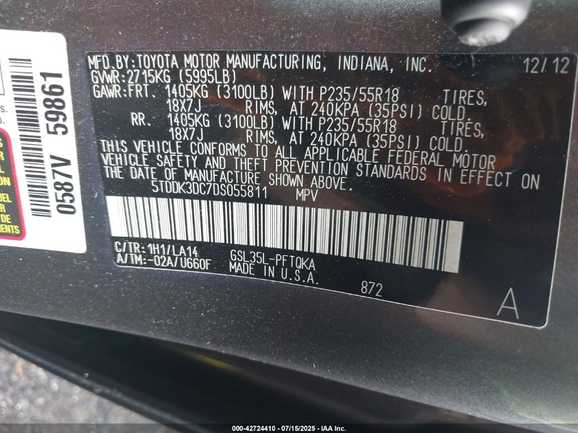 MFD.BY:TOYOTA MOTOR MANUFACTURING, INDIANA, INC. 12/12
GVWR:2715KG (5995LB)
GAWR:FRT. 1405KG (3100LB) WITH P235/55R18 TIRES,
18X7J RIMS, AT 240KPA (35PSI) COLD.
RR. 1405KG (3100LB) WITH P235/55R18 TIRES,
18X7J RIMS, AT 240KPA (35PSI) COLD.
THIS VEHICLE CONFORMS TO ALL APPLICABLE FEDERAL MOTOR
VEHICLE SAFETY AND THEFT PREVENTION STANDARDS IN EFFECT ON
THE DATE OF MANUFACTURE SHOWN ABOVE.
5TDDK3DC7DS055811 MPV
C/TR:1H1/LA14 GSL35L-PFTQKA
A/TM:-02A/U660F MADE IN U.S.A.
872
A
0587V 59861
000-42724410 - 07/15/2025 - IAAI.com